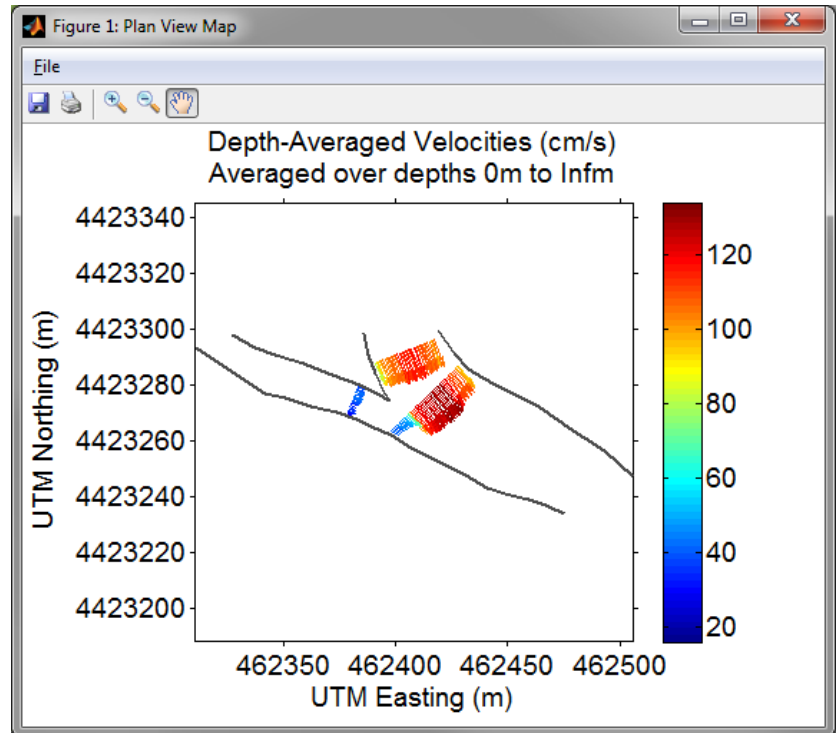 Figure 1: Plan View Map
File
Depth-Averaged Velocities (cm/s)
Averaged over depths 0m to Infm
4423340
4423320
4423300
4423280
4423260
4423240
4423220
4423200
UTM Northing (m)
462350 462400 462450 462500
UTM Easting (m)
120
100
80
60
40
20